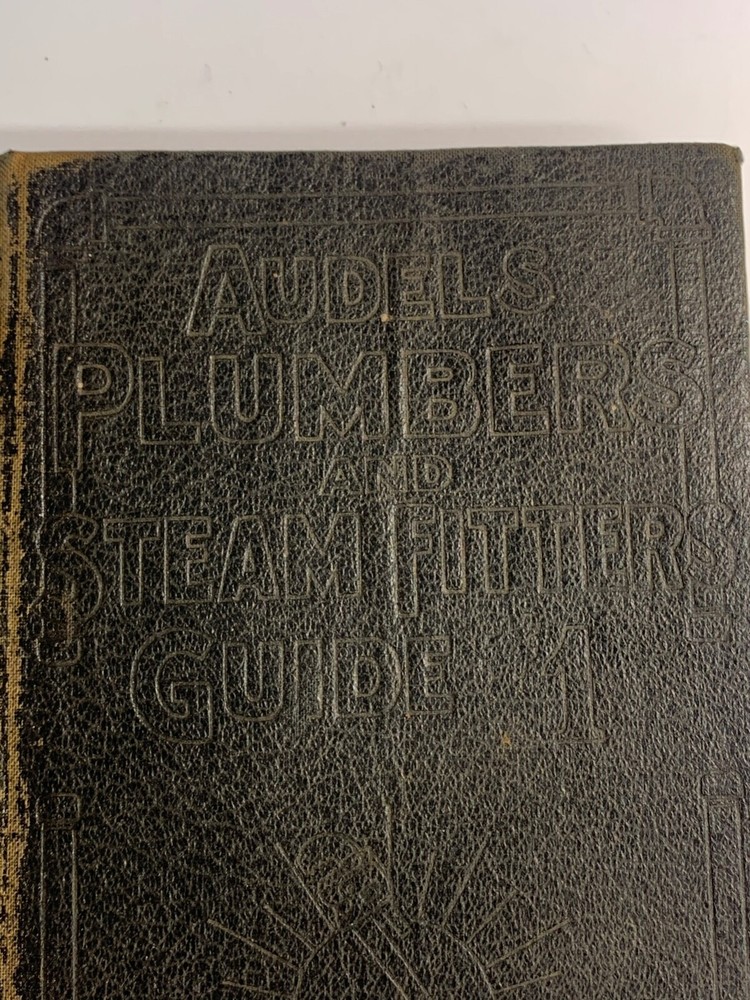 AUDELS
PLUMBERS
AND
STEAM FITTERS
GUIDE 1